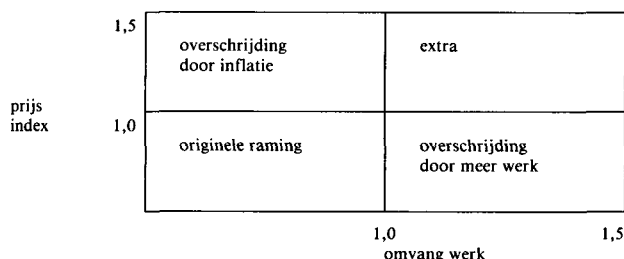 1,5
overschrijding
door inflatie
extra
prijs
index
1,0
originele raming
overschrijding
door meer werk
1,0
1,5
omvang werk